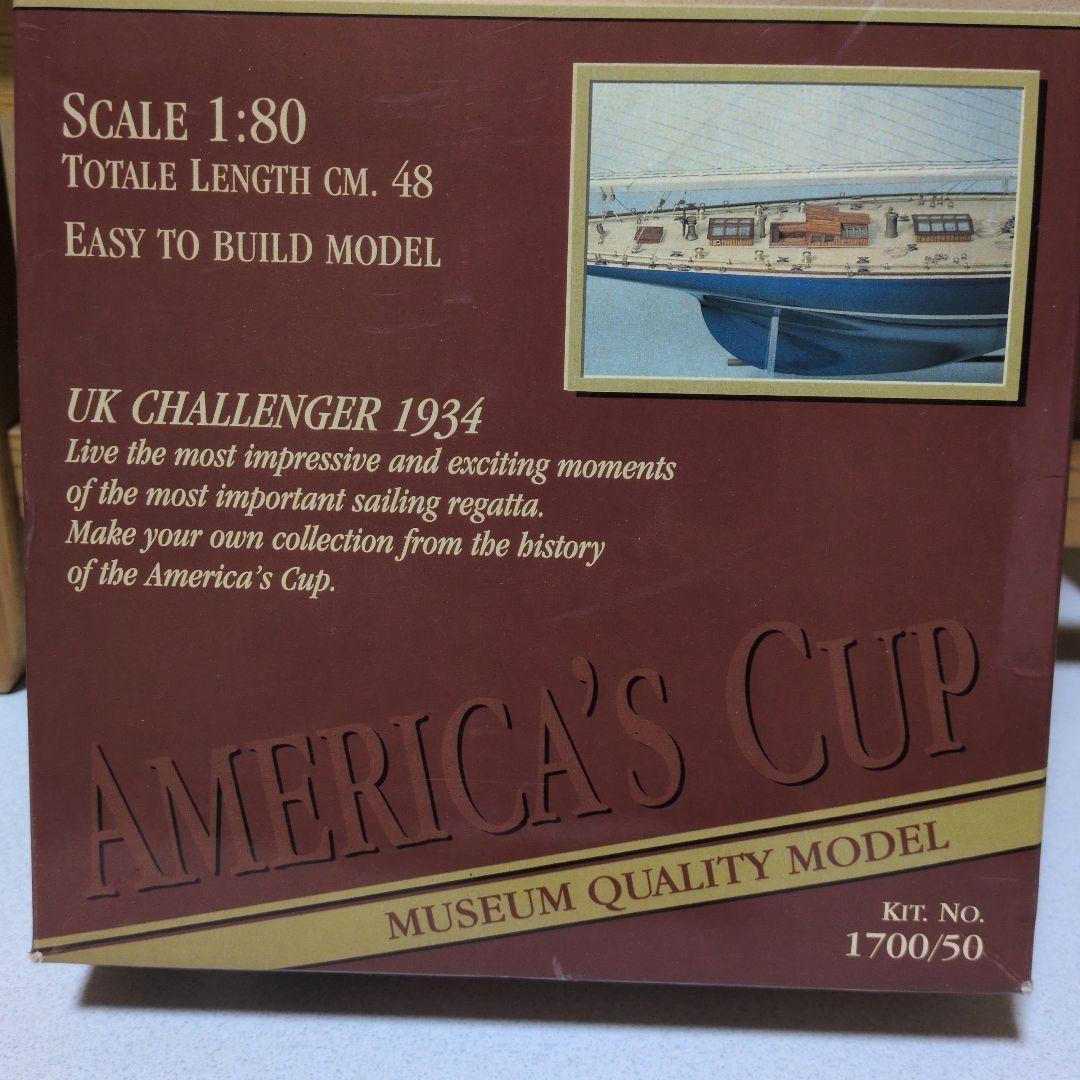 SCALE 1:80
TOTALE LENGTH CM. 48
EASY TO BUILD MODEL
UK CHALLENGER 1934
Live the most impressive and exciting moments
of the most important sailing regatta.
Make your own collection from the history
of the America's Cup.
AMERICA'S CUP
MUSEUM QUALITY MODEL
KIT. NO.
1700/50